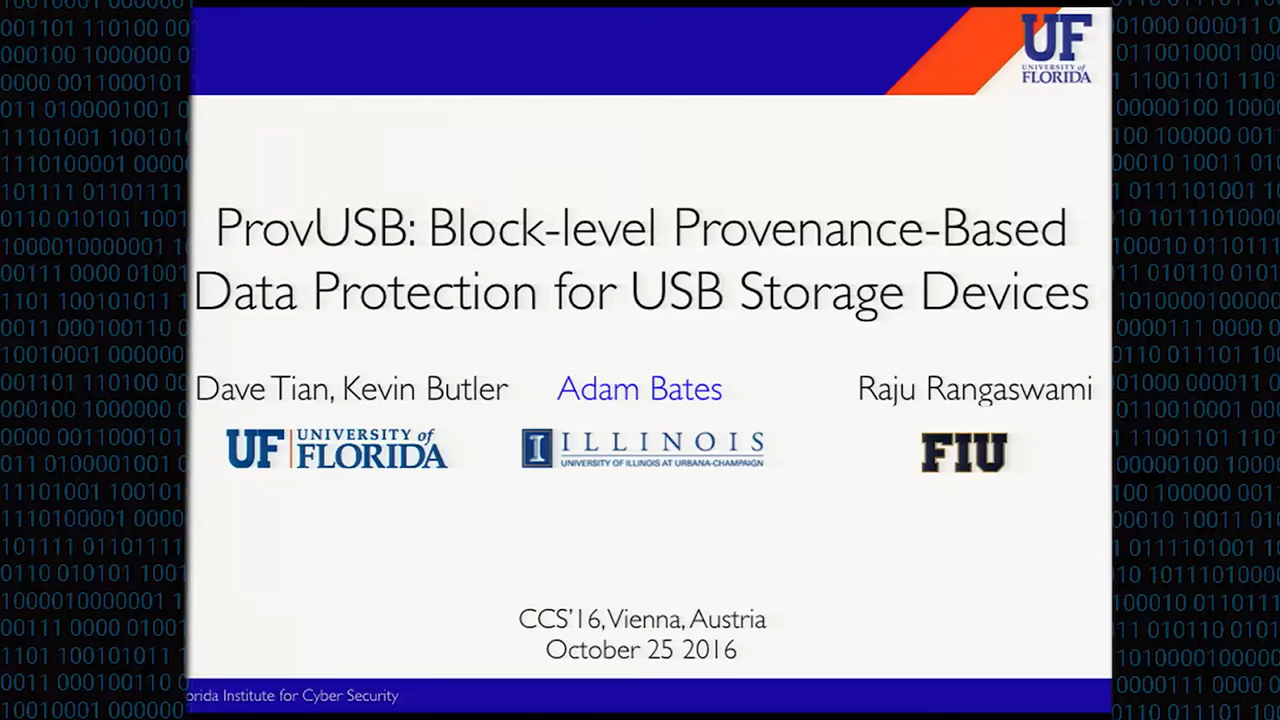 UF
UNIVERSITY of
FLORIDA
ProvUSB: Block-level Provenance-Based
Data Protection for USB Storage Devices
Dave Tian, Kevin Butler Adam Bates Raju Rangaswami
UF UNIVERSITY of FLORIDA
I ILLINOIS
UNIVERSITY OF ILLINOIS AT URBANA-CHAMPAIGN
FIU
CCS'16, Vienna, Austria
October 25 2016
orida Institute for Cyber Security